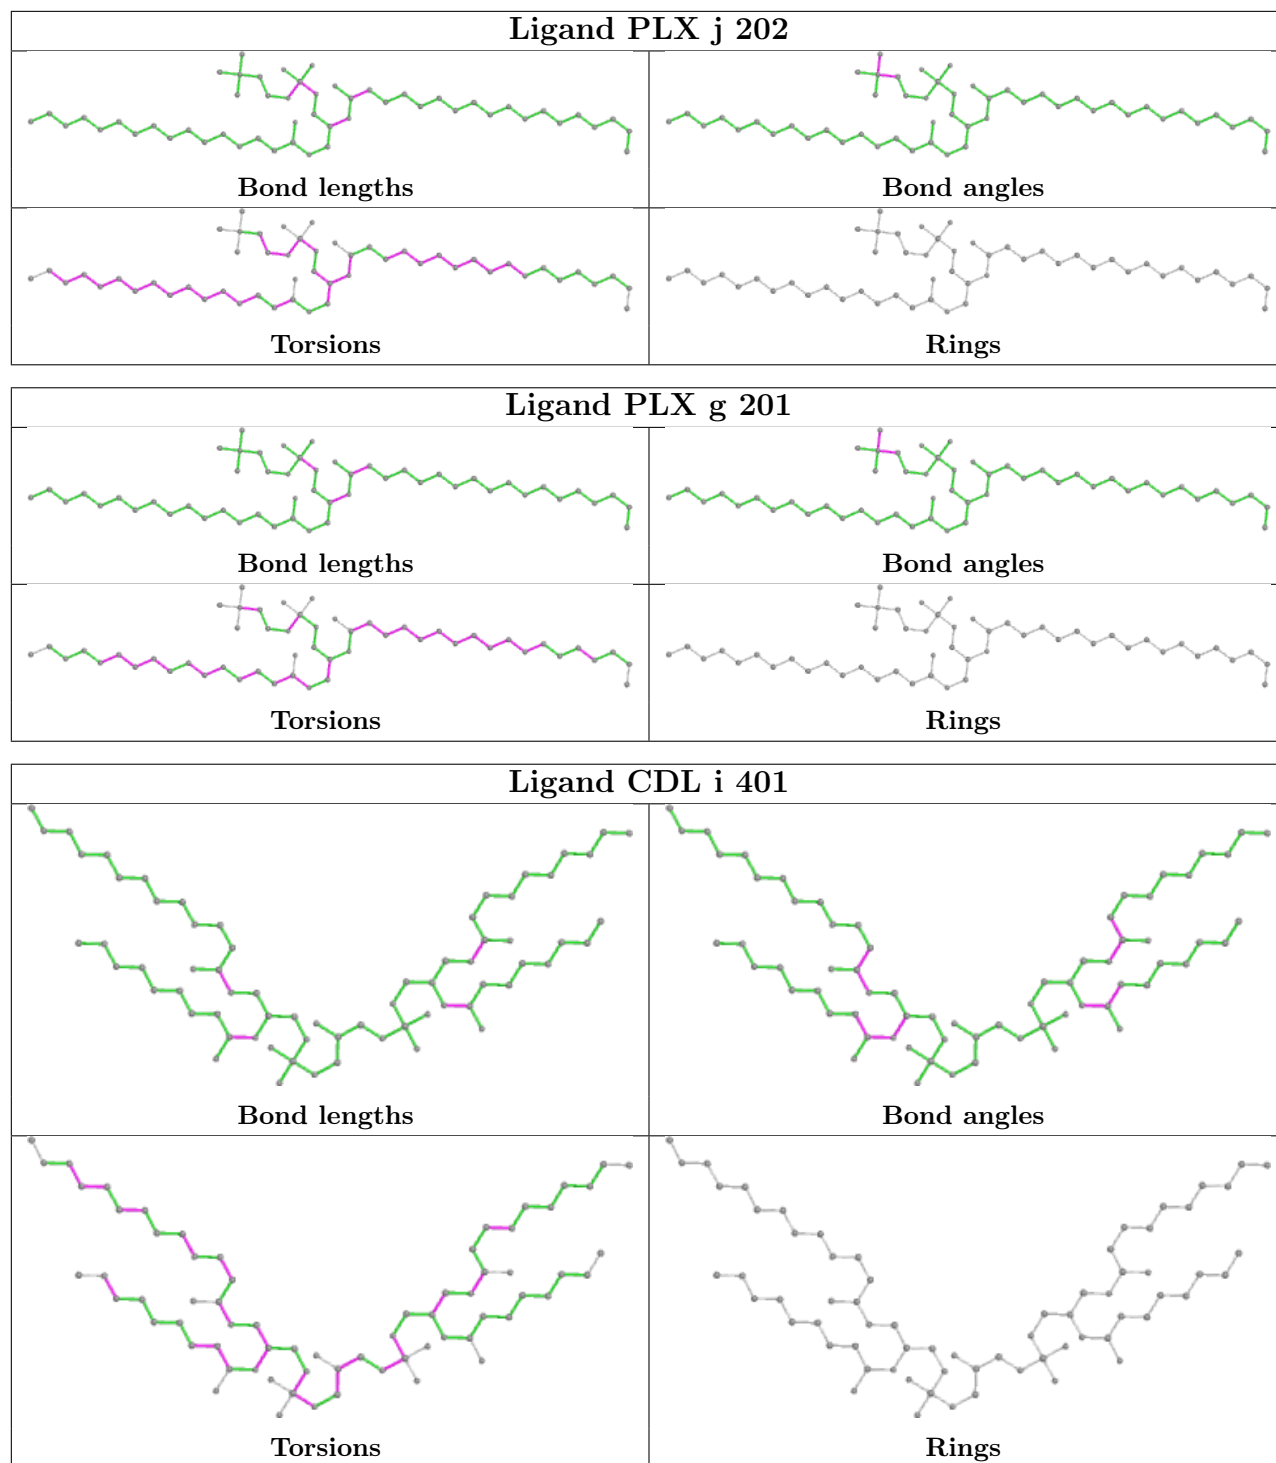 Ligand PLX j 202
Bond lengths
Bond angles
Torsions
Rings
Ligand PLX g 201
Bond lengths
Bond angles
Torsions
Rings
Ligand CDL i 401
Bond lengths
Bond angles
Torsions
Rings